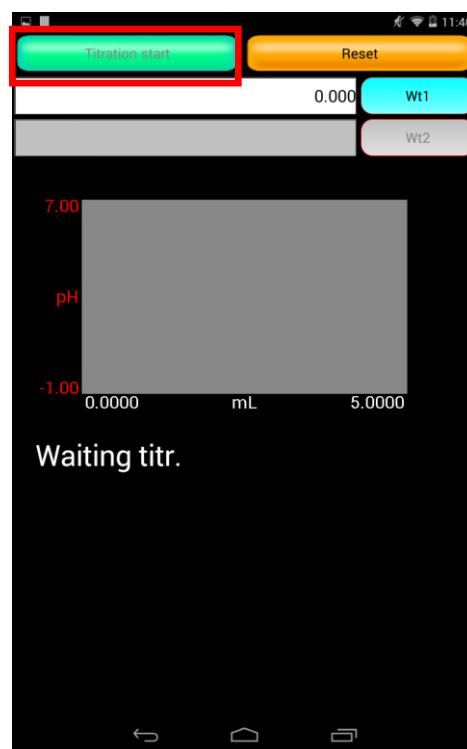 11:40
Titration start Reset
0.000 Wt1
Wt2
7.00
pH
-1.00
0.0000 mL 5.0000
Waiting titr.